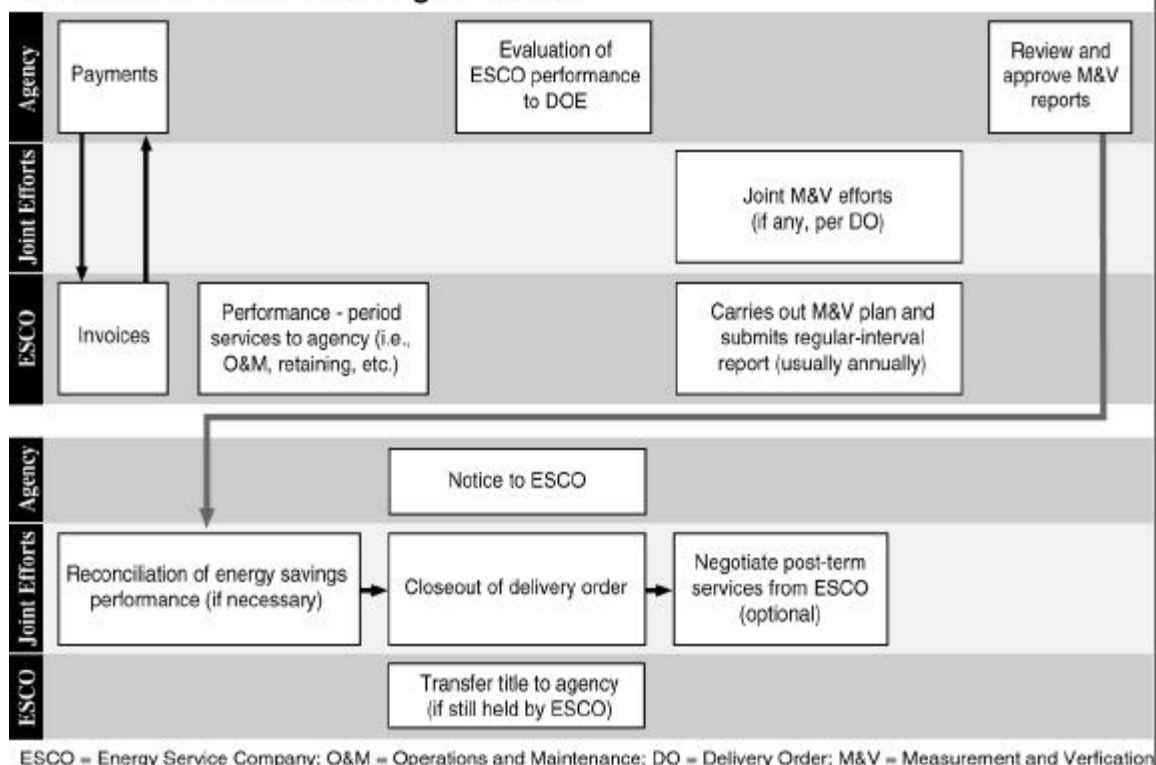 Agency
Payments
Evaluation of
ESCO performance
to DOE
Review and
approve M&V
reports
Joint Efforts
Joint M&V efforts
(if any, per DO)
ESCO
Invoices
Performance - period
services to agency (i.e.,
O&M, retaining, etc.)
Carries out M&V plan and
submits regular-interval
report (usually annually)
Agency
Notice to ESCO
Joint Efforts
Reconciliation of energy savings
performance (if necessary)
Closeout of delivery order
Negotiate post-term
services from ESCO
(optional)
ESCO
Transfer title to agency
(if still held by ESCO)
ESCO = Energy Service Company; O&M = Operations and Maintenance; DO = Delivery Order; M&V = Measurement and Verfication